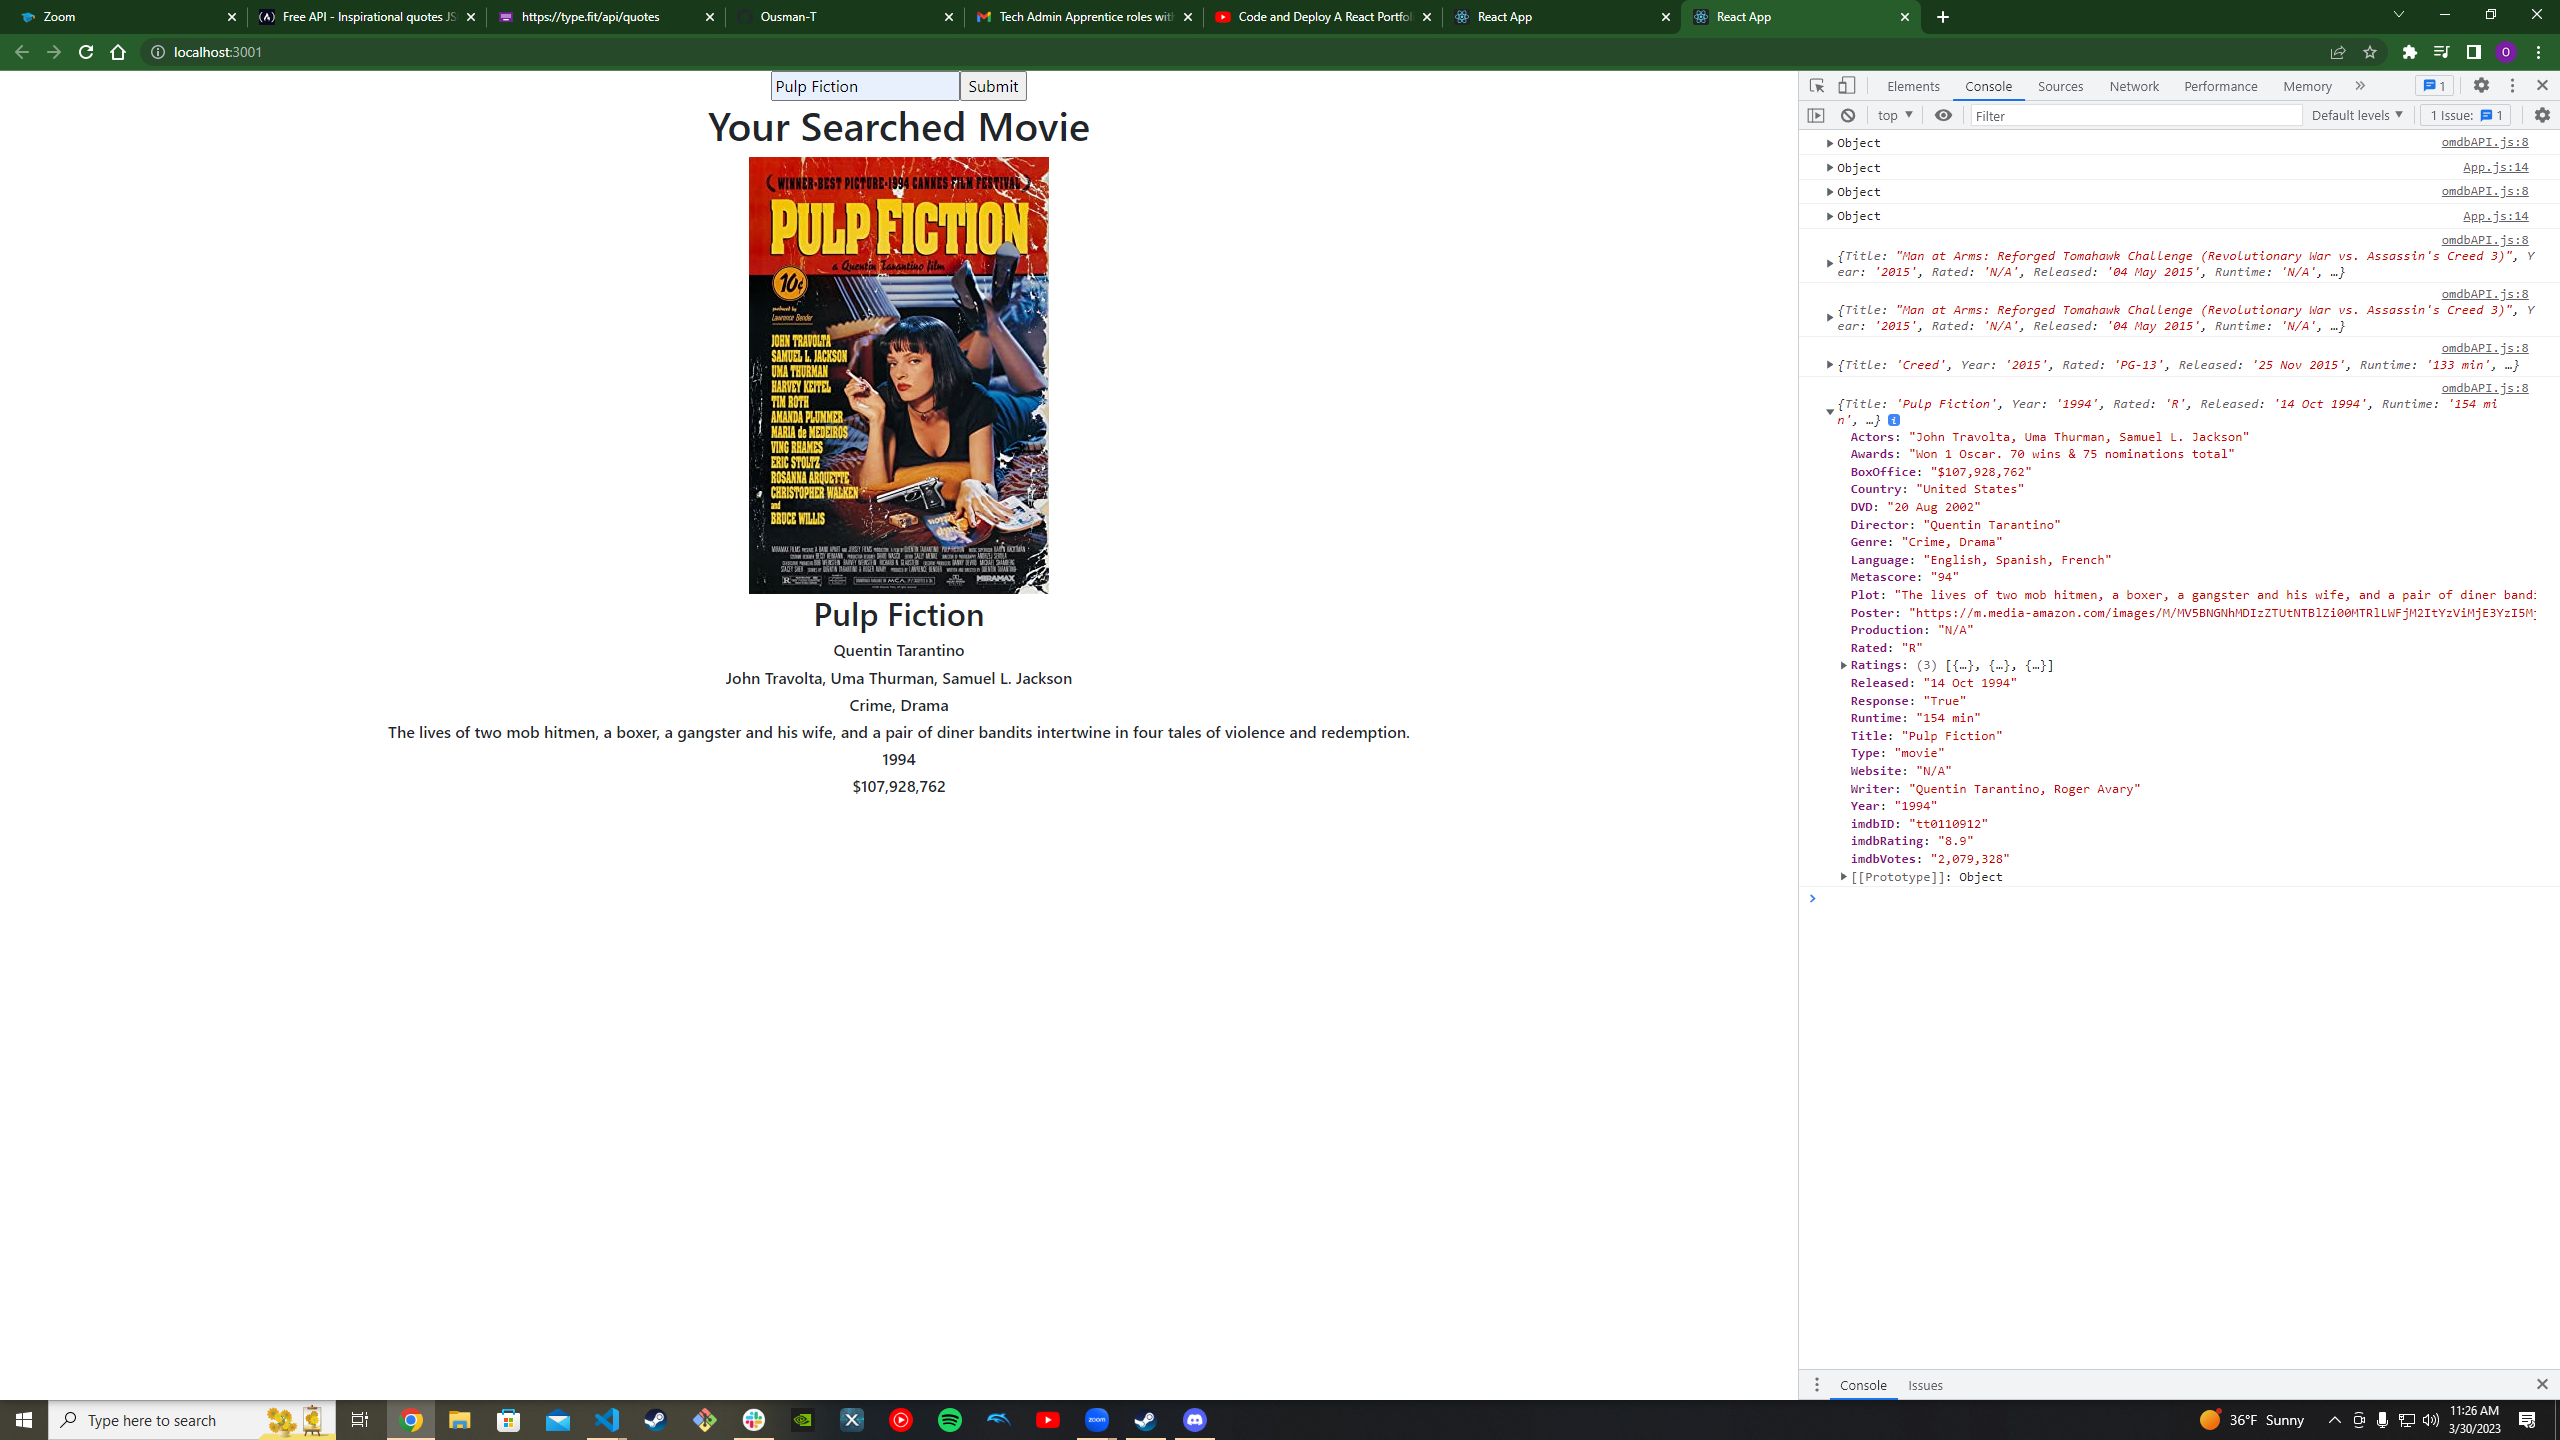 Zoom
Free API - Inspirational quotes JS
https://type.fit/api/quotes
Ousman-T
Tech Admin Apprentice roles with
Code and Deploy A React Portfol
React App
React App
localhost:3001
Pulp Fiction Submit
Your Searched Movie
WINNER-BEST PICTURE-1994 CANNES FILM FESTIVAL
PULP FICTION
a Quentin Tarantino film
10¢
produced by
Lawrence Bender
JOHN TRAVOLTA
SAMUEL L. JACKSON
UMA THURMAN
HARVEY KEITEL
TIM ROTH
AMANDA PLUMMER
MARIA de MEDEIROS
VING RHAMES
ERIC STOLTZ
ROSANNA ARQUETTE
CHRISTOPHER WALKEN
and
BRUCE WILLIS
MIRAMAX
Pulp Fiction
Quentin Tarantino
John Travolta, Uma Thurman, Samuel L. Jackson
Crime, Drama
The lives of two mob hitmen, a boxer, a gangster and his wife, and a pair of diner bandits intertwine in four tales of violence and redemption.
1994
$107,928,762
Elements Console Sources Network Performance Memory 1
top Filter Default levels 1 Issue: 1
Object omdbAPI.js:8
Object App.js:14
Object omdbAPI.js:8
Object App.js:14
omdbAPI.js:8
{Title: "Man at Arms: Reforged Tomahawk Challenge (Revolutionary War vs. Assassin's Creed 3)", Y
ear: '2015', Rated: 'N/A', Released: '04 May 2015', Runtime: 'N/A', …}
omdbAPI.js:8
{Title: "Man at Arms: Reforged Tomahawk Challenge (Revolutionary War vs. Assassin's Creed 3)", Y
ear: '2015', Rated: 'N/A', Released: '04 May 2015', Runtime: 'N/A', …}
omdbAPI.js:8
{Title: 'Creed', Year: '2015', Rated: 'PG-13', Released: '25 Nov 2015', Runtime: '133 min', …}
omdbAPI.js:8
{Title: 'Pulp Fiction', Year: '1994', Rated: 'R', Released: '14 Oct 1994', Runtime: '154 mi
n', …} i
Actors: "John Travolta, Uma Thurman, Samuel L. Jackson"
Awards: "Won 1 Oscar. 70 wins & 75 nominations total"
BoxOffice: "$107,928,762"
Country: "United States"
DVD: "20 Aug 2002"
Director: "Quentin Tarantino"
Genre: "Crime, Drama"
Language: "English, Spanish, French"
Metascore: "94"
Plot: "The lives of two mob hitmen, a boxer, a gangster and his wife, and a pair of diner bandi
Poster: "https://m.media-amazon.com/images/M/MV5BNGNhMDIzZTUtNTBlZi00MTRlLWFjM2ItYzViMjE3YzI5Mj
Production: "N/A"
Rated: "R"
Ratings: (3) [{…}, {…}, {…}]
Released: "14 Oct 1994"
Response: "True"
Runtime: "154 min"
Title: "Pulp Fiction"
Type: "movie"
Website: "N/A"
Writer: "Quentin Tarantino, Roger Avary"
Year: "1994"
imdbID: "tt0110912"
imdbRating: "8.9"
imdbVotes: "2,079,328"
[[Prototype]]: Object
Console Issues
Type here to search
zoom
36°F Sunny
11:26 AM
3/30/2023